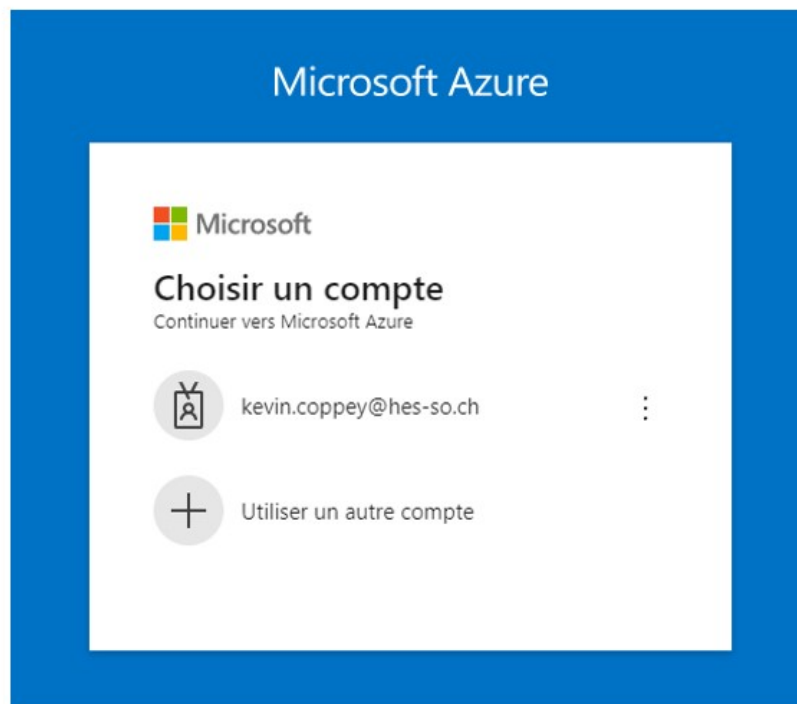 Microsoft Azure
Microsoft
Choisir un compte
Continuer vers Microsoft Azure
kevin.coppey@hes-so.ch
Utiliser un autre compte